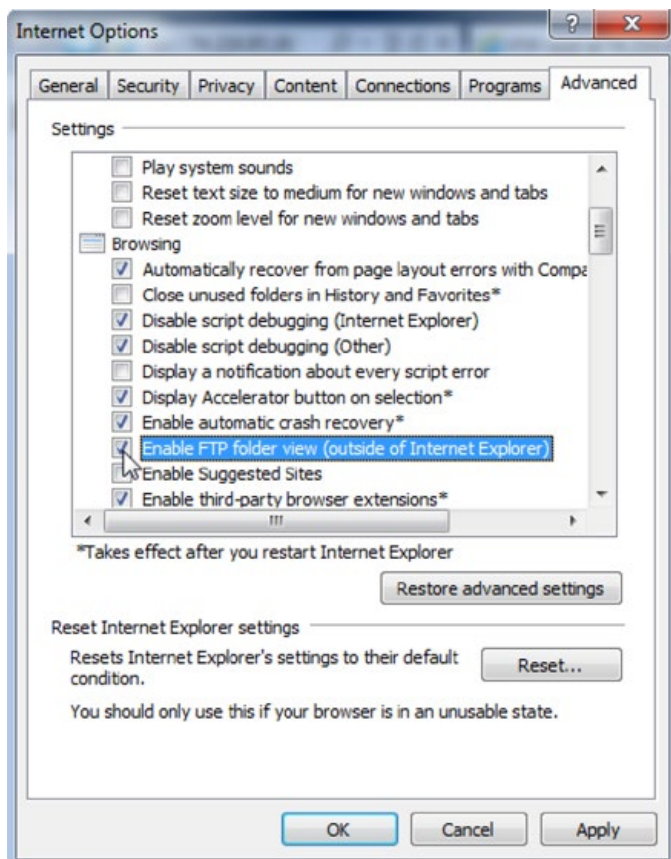 Internet Options
?
X
General Security Privacy Content Connections Programs Advanced
Settings
Play system sounds
Reset text size to medium for new windows and tabs
Reset zoom level for new windows and tabs
Browsing
Automatically recover from page layout errors with Compa
Close unused folders in History and Favorites*
Disable script debugging (Internet Explorer)
Disable script debugging (Other)
Display a notification about every script error
Display Accelerator button on selection*
Enable automatic crash recovery*
Enable FTP folder view (outside of Internet Explorer)
Enable Suggested Sites
Enable third-party browser extensions*
*Takes effect after you restart Internet Explorer
Restore advanced settings
Reset Internet Explorer settings
Resets Internet Explorer's settings to their default
condition.
Reset...
You should only use this if your browser is in an unusable state.
OK Cancel Apply